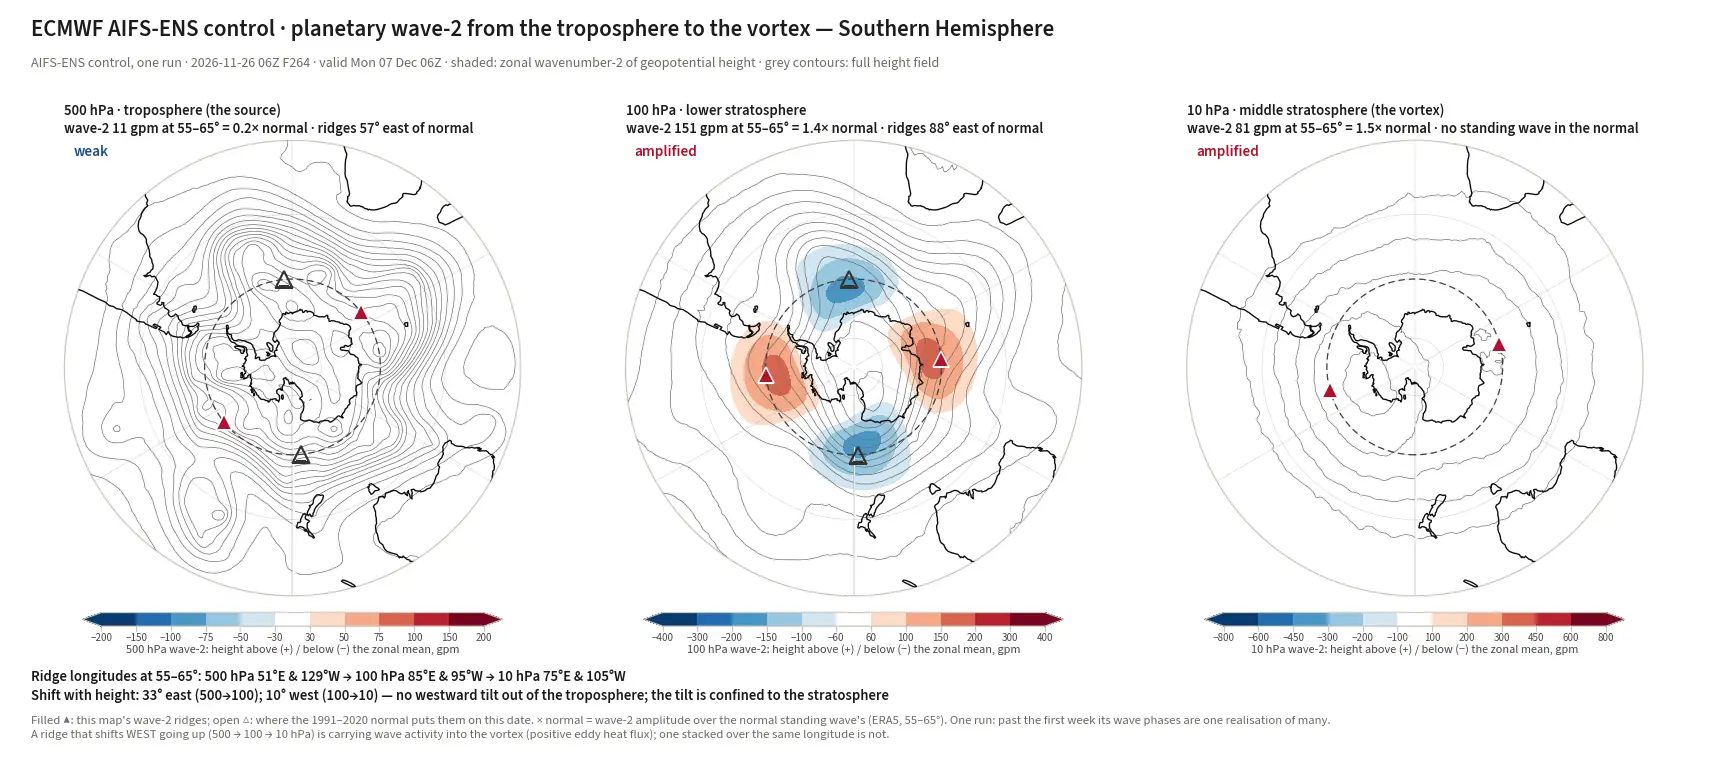 ECMWF AIFS-ENS control · planetary wave-2 from the troposphere to the vortex — Southern Hemisphere
AIFS-ENS control, one run · 2026-11-26 06Z F264 · valid Mon 07 Dec 06Z · shaded: zonal wavenumber-2 of geopotential height · grey contours: full height field
500 hPa · troposphere (the source)
wave-2 11 gpm at 55–65° = 0.2× normal · ridges 57° east of normal
weak
100 hPa · lower stratosphere
wave-2 151 gpm at 55–65° = 1.4× normal · ridges 88° east of normal
amplified
10 hPa · middle stratosphere (the vortex)
wave-2 81 gpm at 55–65° = 1.5× normal · no standing wave in the normal
amplified
−200 −150 −100 −75 −50 −30 30 50 75 100 150 200
500 hPa wave-2: height above (+) / below (−) the zonal mean, gpm
−400 −300 −200 −150 −100 −60 60 100 150 200 300 400
100 hPa wave-2: height above (+) / below (−) the zonal mean, gpm
−800 −600 −450 −300 −200 −100 100 200 300 450 600 800
10 hPa wave-2: height above (+) / below (−) the zonal mean, gpm
Ridge longitudes at 55–65°: 500 hPa 51°E & 129°W → 100 hPa 85°E & 95°W → 10 hPa 75°E & 105°W
Shift with height: 33° east (500→100); 10° west (100→10) — no westward tilt out of the troposphere; the tilt is confined to the stratosphere
Filled ▲: this map's wave-2 ridges; open △: where the 1991–2020 normal puts them on this date. × normal = wave-2 amplitude over the normal standing wave's (ERA5, 55–65°). One run: past the first week its wave phases are one realisation of many.
A ridge that shifts WEST going up (500 → 100 → 10 hPa) is carrying wave activity into the vortex (positive eddy heat flux); one stacked over the same longitude is not.